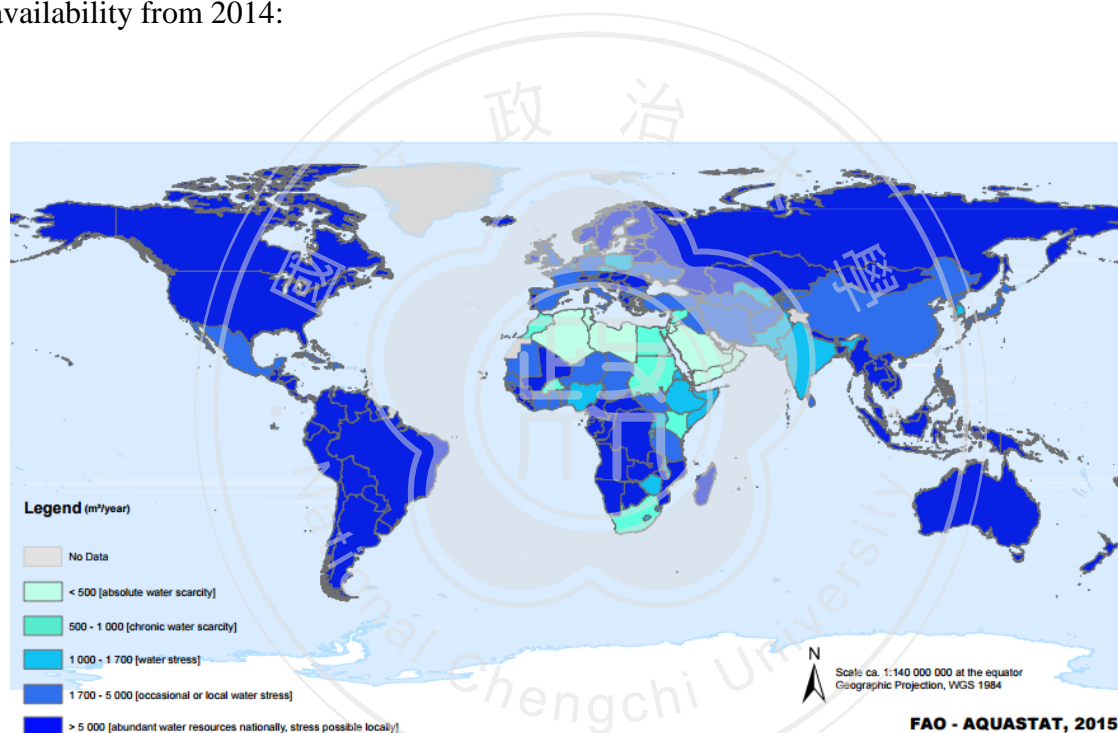 availability from 2014:
政 治
國
學
National Chengchi University
Legend (m³/year)
No Data
< 500 [absolute water scarcity]
500 - 1 000 [chronic water scarcity]
1 000 - 1 700 [water stress]
1 700 - 5 000 [occasional or local water stress]
> 5 000 [abundant water resources nationally, stress possible locally]
N
Scale ca. 1:140 000 000 at the equator
Geographic Projection, WGS 1984
FAO - AQUASTAT, 2015